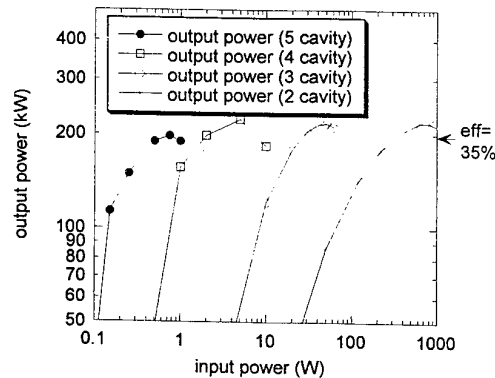 500
400
300
200
100
90
80
70
60
50
output power (kW)
output power (5 cavity)
output power (4 cavity)
output power (3 cavity)
output power (2 cavity)
eff=
35%
0.1
1
10
100
1000
input power (W)